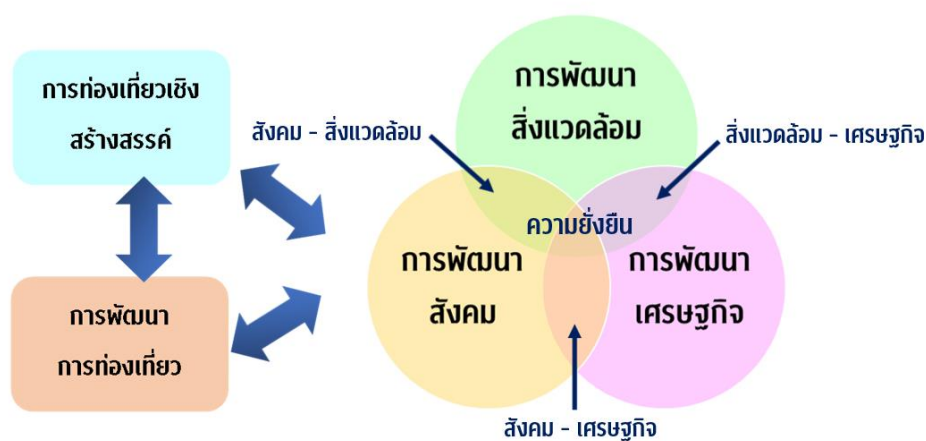 การท่องเที่ยวเชิง
สร้างสรรค์
การพัฒนา
การท่องเที่ยว
การพัฒนา
สิ่งแวดล้อม
สังคม - สิ่งแวดล้อม
สิ่งแวดล้อม - เศรษฐกิจ
ความยั่งยืน
การพัฒนา
สังคม
การพัฒนา
เศรษฐกิจ
สังคม - เศรษฐกิจ